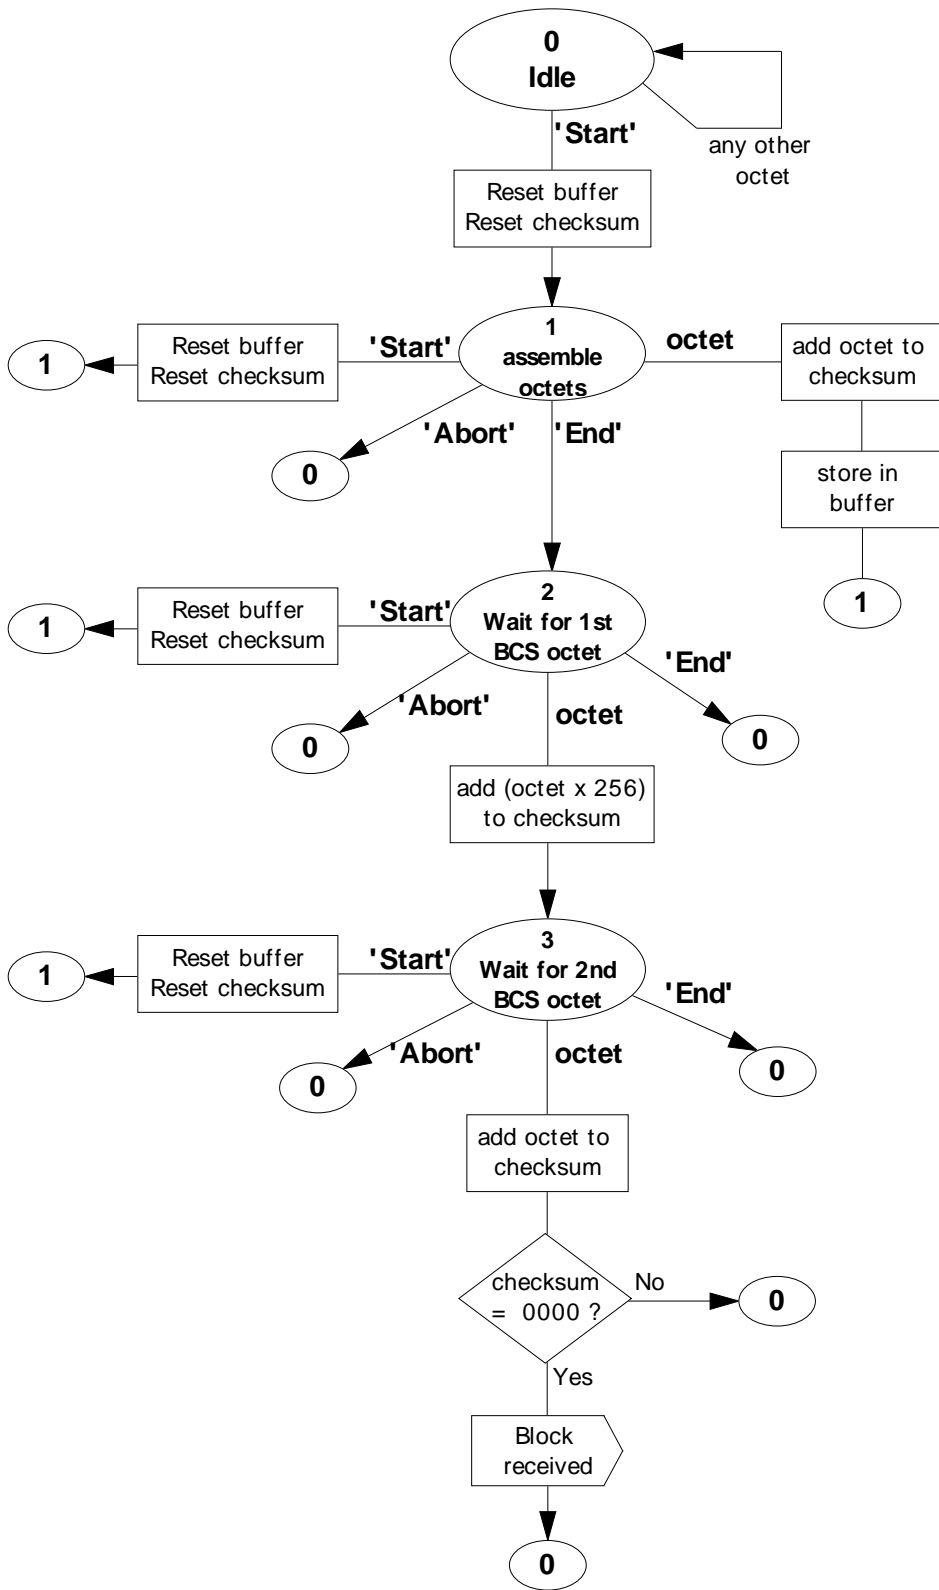 0
Idle
'Start'
any other
octet
Reset buffer
Reset checksum
1
assemble
octets
'Start'
Reset buffer
Reset checksum
1
octet
add octet to
checksum
store in
buffer
1
'Abort'
0
'End'
2
Wait for 1st
BCS octet
'Start'
Reset buffer
Reset checksum
1
'Abort'
0
octet
'End'
0
add (octet x 256)
to checksum
3
Wait for 2nd
BCS octet
'Start'
Reset buffer
Reset checksum
1
'Abort'
0
octet
'End'
0
add octet to
checksum
checksum
= 0000 ?
No
0
Yes
Block
received
0